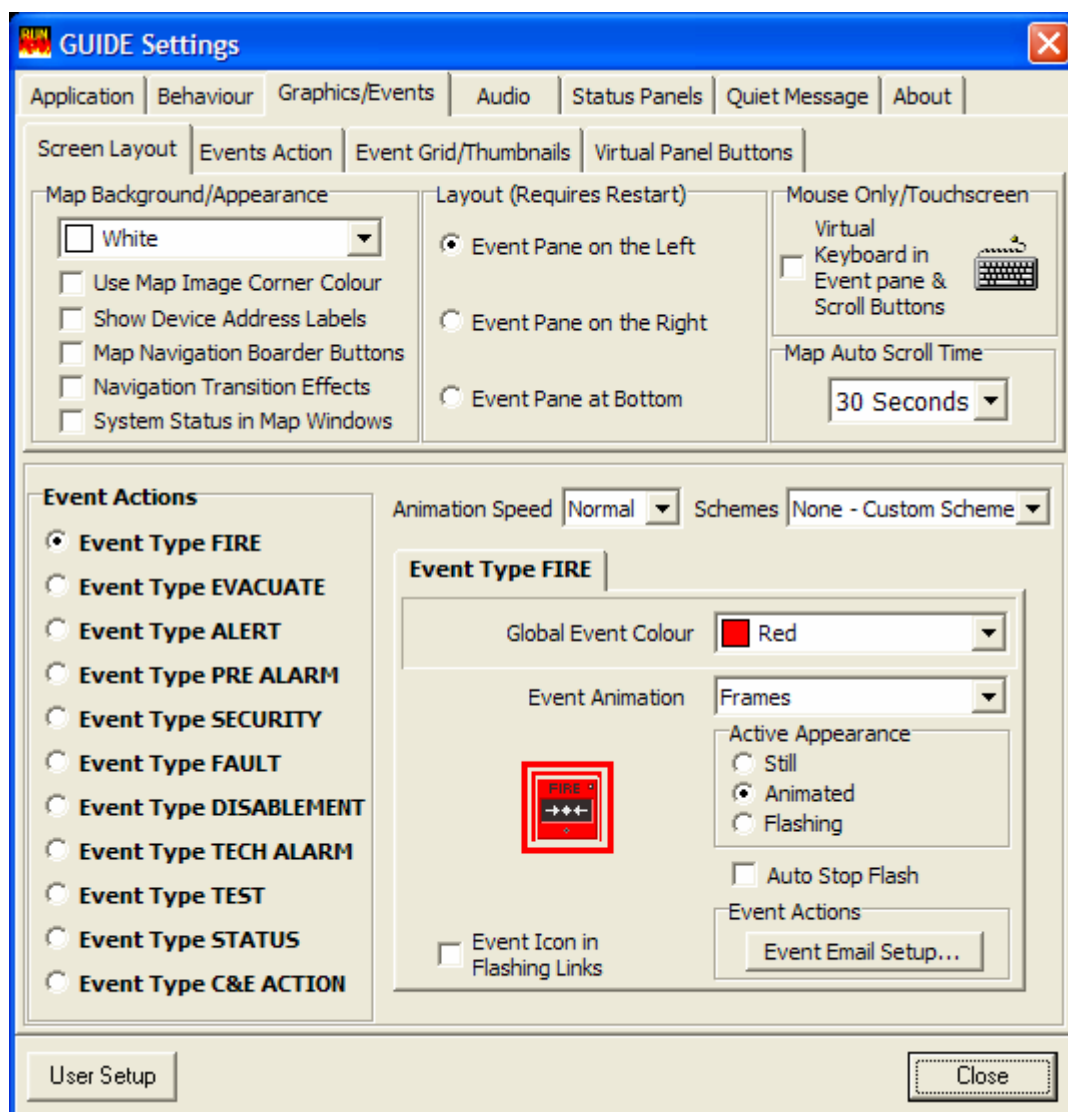 RUN
GUIDE Settings
Application Behaviour Graphics/Events Audio Status Panels Quiet Message About
Screen Layout Events Action Event Grid/Thumbnails Virtual Panel Buttons
Map Background/Appearance
White
Use Map Image Corner Colour
Show Device Address Labels
Map Navigation Boarder Buttons
Navigation Transition Effects
System Status in Map Windows
Layout (Requires Restart)
Event Pane on the Left
Event Pane on the Right
Event Pane at Bottom
Mouse Only/Touchscreen
Virtual
Keyboard in
Event pane &
Scroll Buttons
Map Auto Scroll Time
30 Seconds
Event Actions
Event Type FIRE
Event Type EVACUATE
Event Type ALERT
Event Type PRE ALARM
Event Type SECURITY
Event Type FAULT
Event Type DISABLEMENT
Event Type TECH ALARM
Event Type TEST
Event Type STATUS
Event Type C&E ACTION
Animation Speed Normal Schemes None - Custom Scheme
Event Type FIRE
Global Event Colour Red
Event Animation Frames
FIRE
Active Appearance
Still
Animated
Flashing
Auto Stop Flash
Event Icon in
Flashing Links
Event Actions
Event Email Setup...
User Setup Close